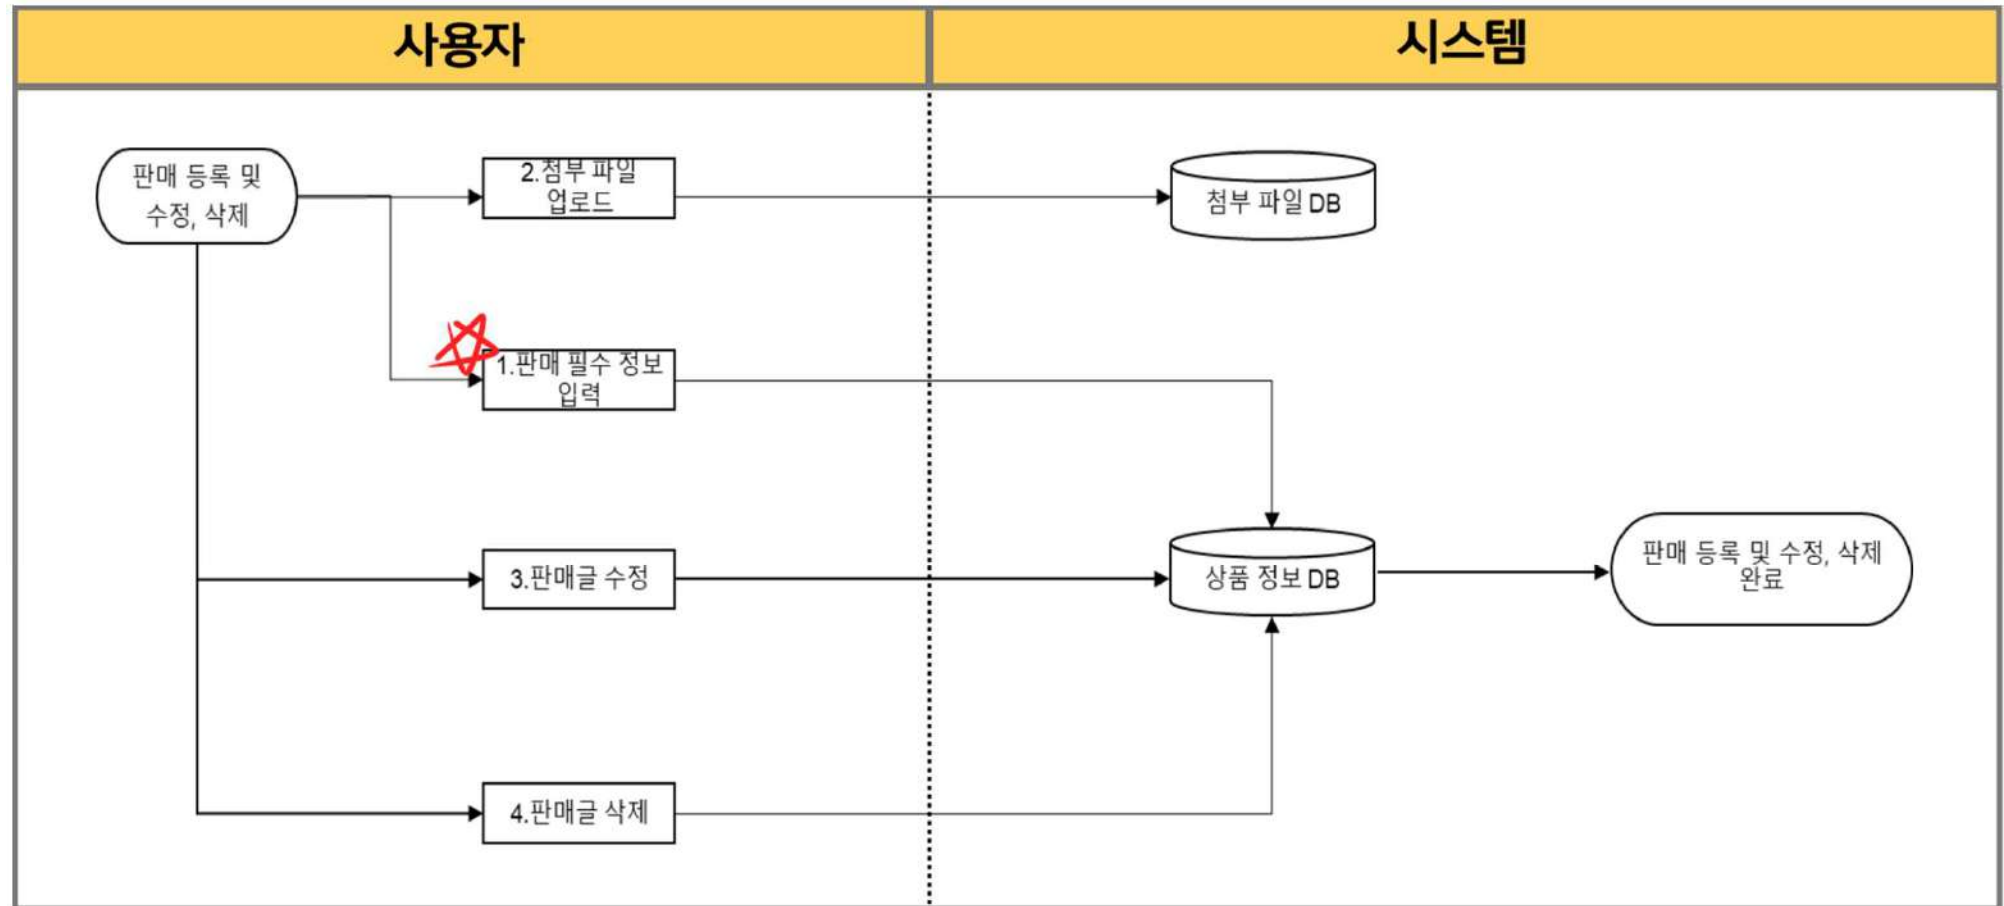 사용자
시스템
판매 등록 및
수정, 삭제
2.첨부 파일
업로드
첨부 파일 DB
1.판매 필수 정보
입력
3.판매글 수정
상품 정보 DB
판매 등록 및 수정, 삭제
완료
4.판매글 삭제